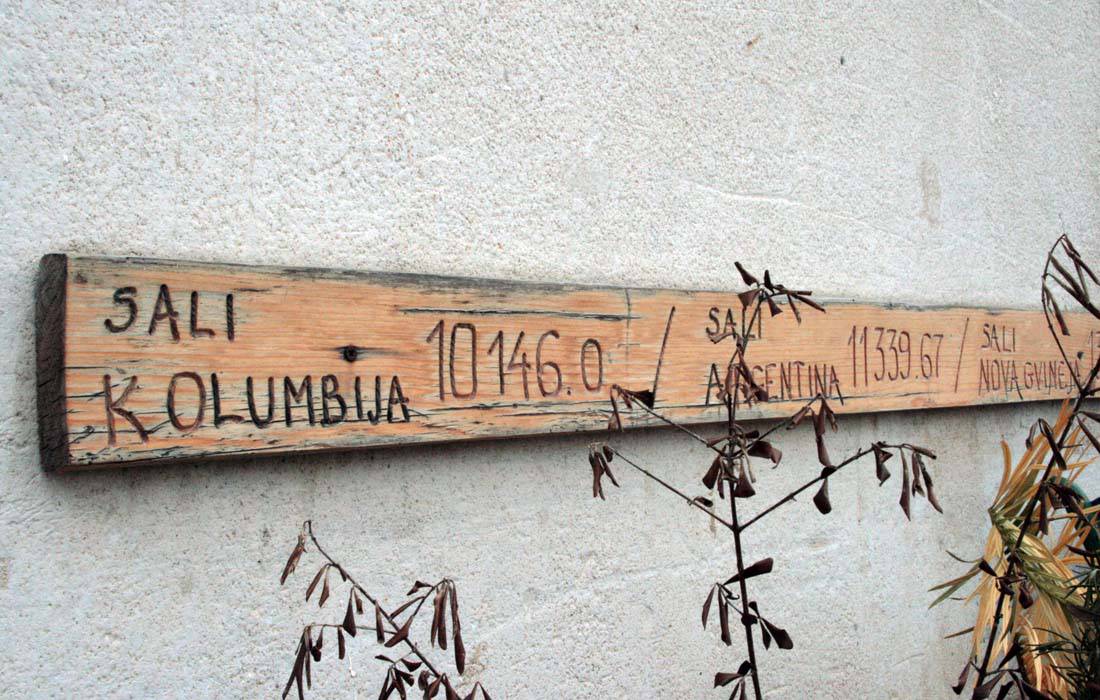 SALI
KOLUMBIJA
10146.0 /
SALI
ARGENTINA
11339.67 /
SALI
NOVA GVINEJA